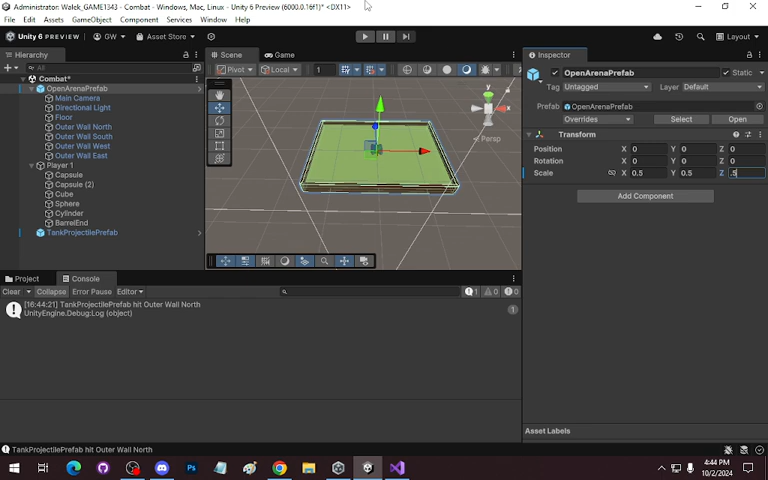 Administrator: Walek_GAME1343 - Combat - Windows, Mac, Linux - Unity 6 Preview (6000.0.16f1)* <DX11>
File Edit Assets GameObject Component Services Window Help
Unity 6 PREVIEW GW Asset Store Layout
Hierarchy
All
Combat*
OpenArenaPrefab
Main Camera
Directional Light
Floor
Outer Wall North
Outer Wall South
Outer Wall West
Outer Wall East
Player 1
Capsule
Capsule (2)
Cube
Sphere
Cylinder
BarrelEnd
TankProjectilePrefab
Scene Game
Pivot Local 1
y
x
Persp
Inspector
OpenArenaPrefab Static
Tag Untagged Layer Default
Prefab OpenArenaPrefab
Overrides Select Open
Transform
Position X 0 Y 0 Z 0
Rotation X 0 Y 0 Z 0
Scale X 0.5 Y 0.5 Z .5
Add Component
Asset Labels
Project Console
Clear Collapse Error Pause Editor 1 0 0
[16:44:21] TankProjectilePrefab hit Outer Wall North
UnityEngine.Debug:Log (object)
1
TankProjectilePrefab hit Outer Wall North
4:44 PM
10/2/2024